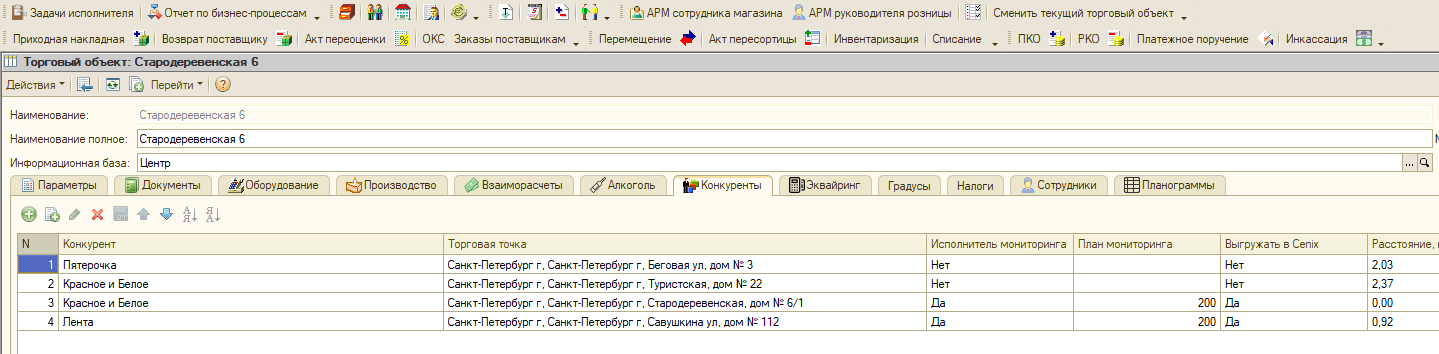 Задачи исполнителя Отчет по бизнес-процессам АРМ сотрудника магазина АРМ руководителя розницы Сменить текущий торговый объект
Приходная накладная Возврат поставщику Акт переоценки ОКС Заказы поставщикам Перемещение Акт пересортицы Инвентаризация Списание ПКО РКО Платежное поручение Инкассация
Торговый объект: Стародеревенская 6
Действия Перейти
Наименование: Стародеревенская 6
Наименование полное: Стародеревенская 6
Информационная база: Центр ...
Параметры Документы Оборудование Производство Взаиморасчеты Алкоголь Конкуренты Эквайринг Градусы Налоги Сотрудники Планограммы
N Конкурент Торговая точка Исполнитель мониторинга План мониторинга Выгружать в Cenix Расстояние,
1 Пятерочка Санкт-Петербург г, Санкт-Петербург г, Беговая ул, дом № 3 Нет Нет 2,03
2 Красное и Белое Санкт-Петербург г, Санкт-Петербург г, Туристская, дом № 22 Нет Нет 2,37
3 Красное и Белое Санкт-Петербург г, Санкт-Петербург г, Стародеревенская, дом № 6/1 Да 200 Да 0,00
4 Лента Санкт-Петербург г, Санкт-Петербург г, Савушкина ул, дом № 112 Да 200 Да 0,92